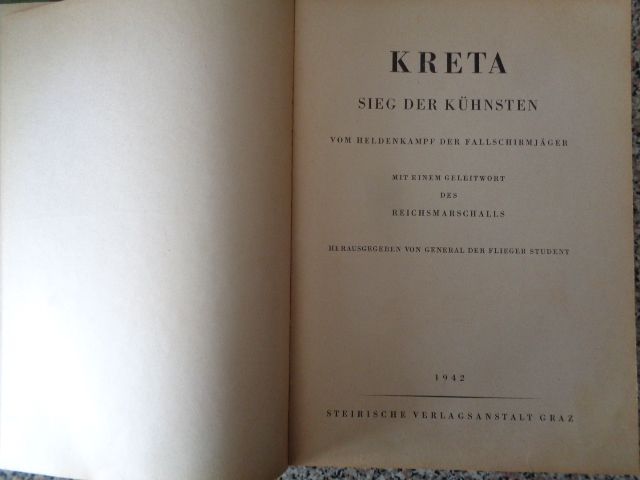 KRETA
SIEG DER KÜHNSTEN
VOM HELDENKAMPF DER FALLSCHIRMJÄGER
MIT EINEM GELEITWORT
DES
REICHSMARSCHALLS
HERAUSGEGEBEN VON GENERAL DER FLIEGER STUDENT
1942
STEIRISCHE VERLAGSANSTALT GRAZ